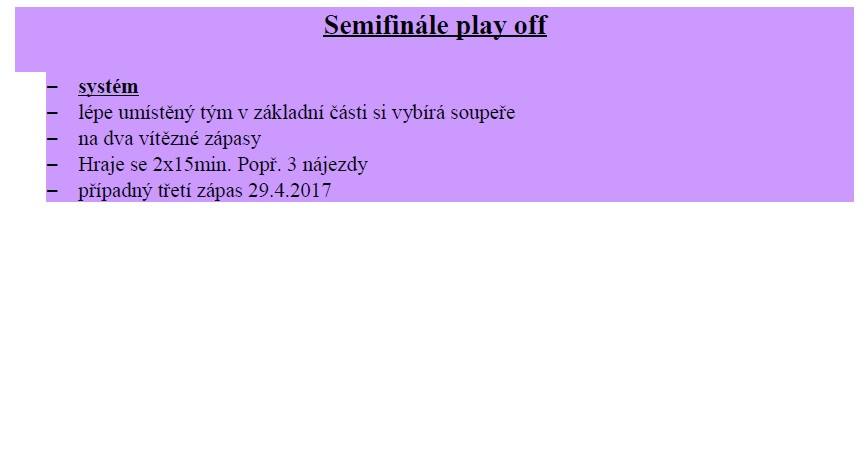 Semifinále play off
– systém
– lépe umístěný tým v základní části si vybírá soupeře
– na dva vítězné zápasy
– Hraje se 2x15min. Popř. 3 nájezdy
– případný třetí zápas 29.4.2017